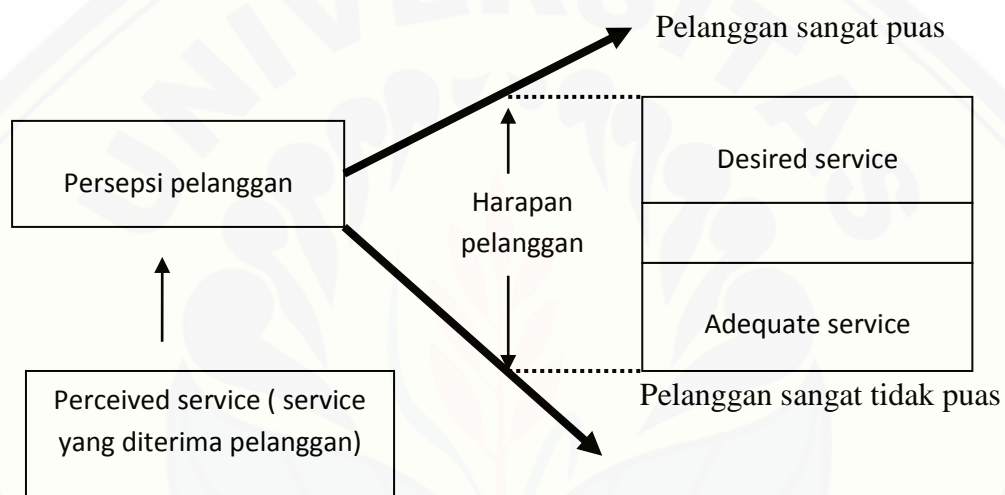 Pelanggan sangat puas
Persepsi pelanggan
Harapan
pelanggan
Desired service
Adequate service
Pelanggan sangat tidak puas
Perceived service ( service
yang diterima pelanggan)
UNIVERSITAS